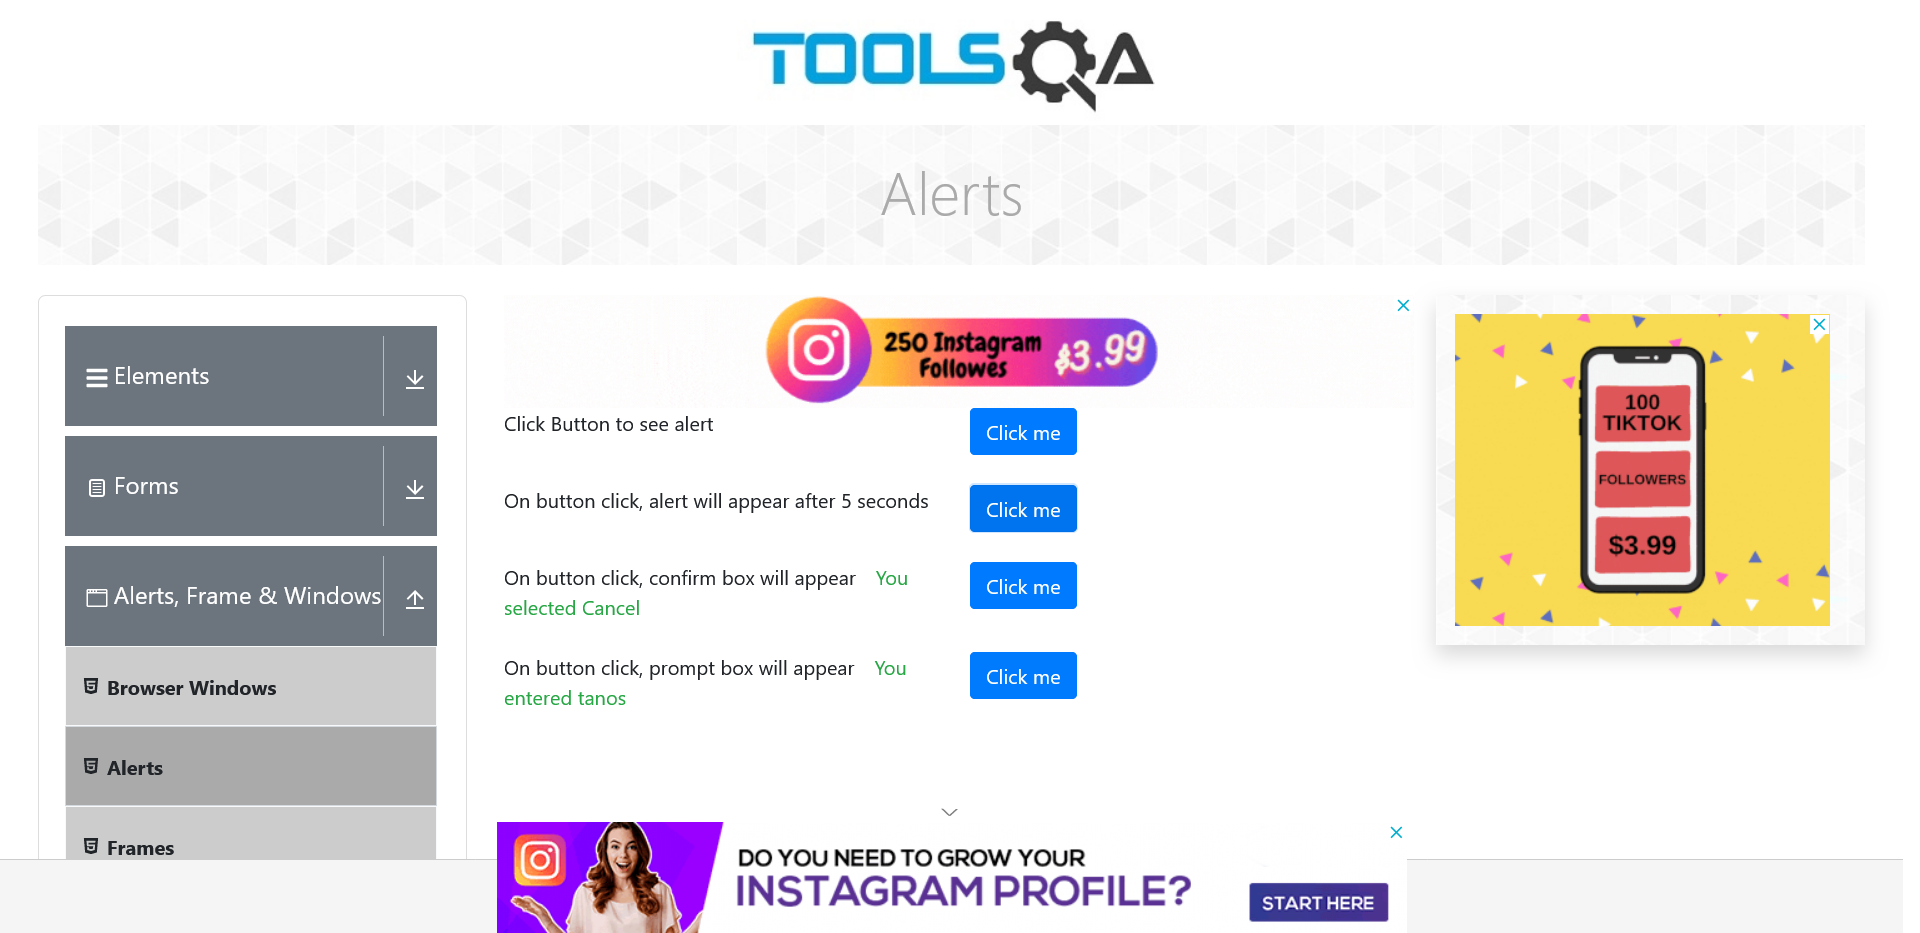 TOOLSQA
Alerts
Elements
Forms
Alerts, Frame & Windows
Browser Windows
Alerts
Frames
250 Instagram
Followes
$3.99
Click Button to see alert
Click me
On button click, alert will appear after 5 seconds
Click me
On button click, confirm box will appear You
selected Cancel
Click me
On button click, prompt box will appear You
entered tanos
Click me
100
TIKTOK
FOLLOWERS
$3.99
DO YOU NEED TO GROW YOUR
INSTAGRAM PROFILE?
START HERE